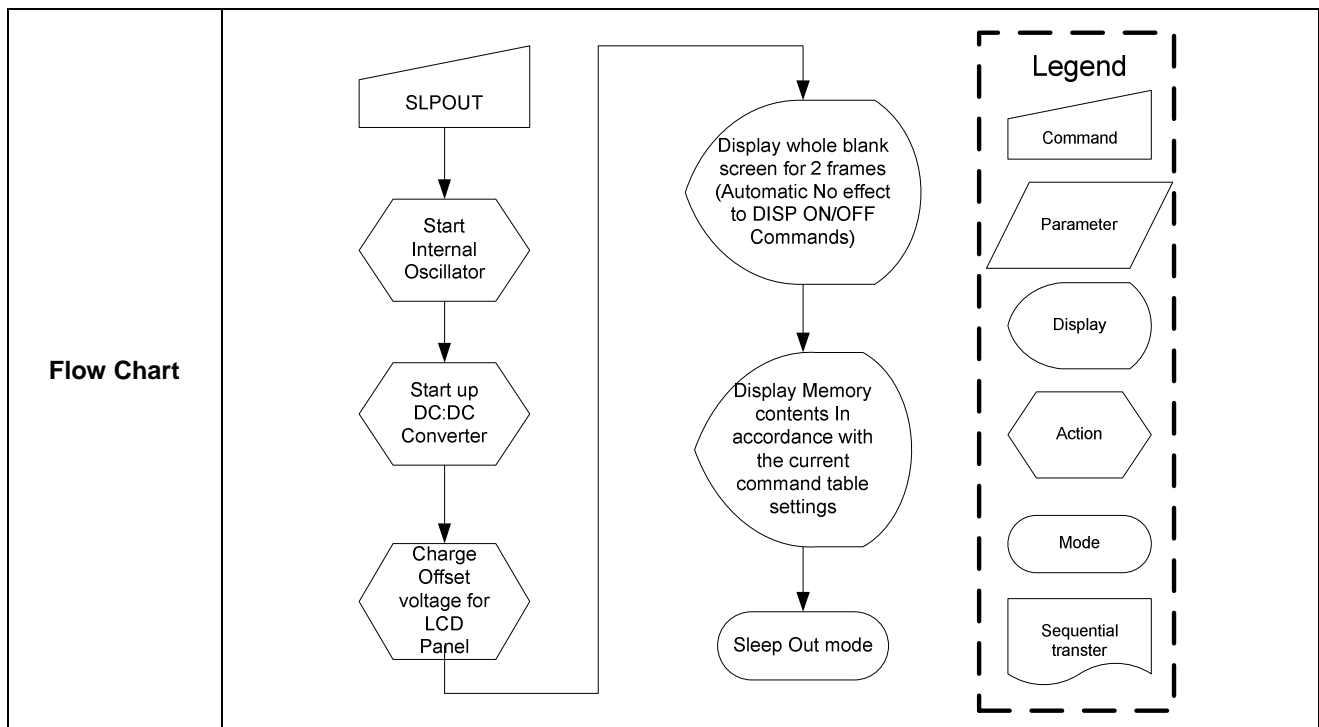 Flow Chart
SLPOUT
Start
Internal
Oscillator
Start up
DC:DC
Converter
Charge
Offset
voltage for
LCD
Panel
Display whole blank
screen for 2 frames
(Automatic No effect
to DISP ON/OFF
Commands)
Display Memory
contents In
accordance with
the current
command table
settings
Sleep Out mode
Legend
Command
Parameter
Display
Action
Mode
Sequential
transter